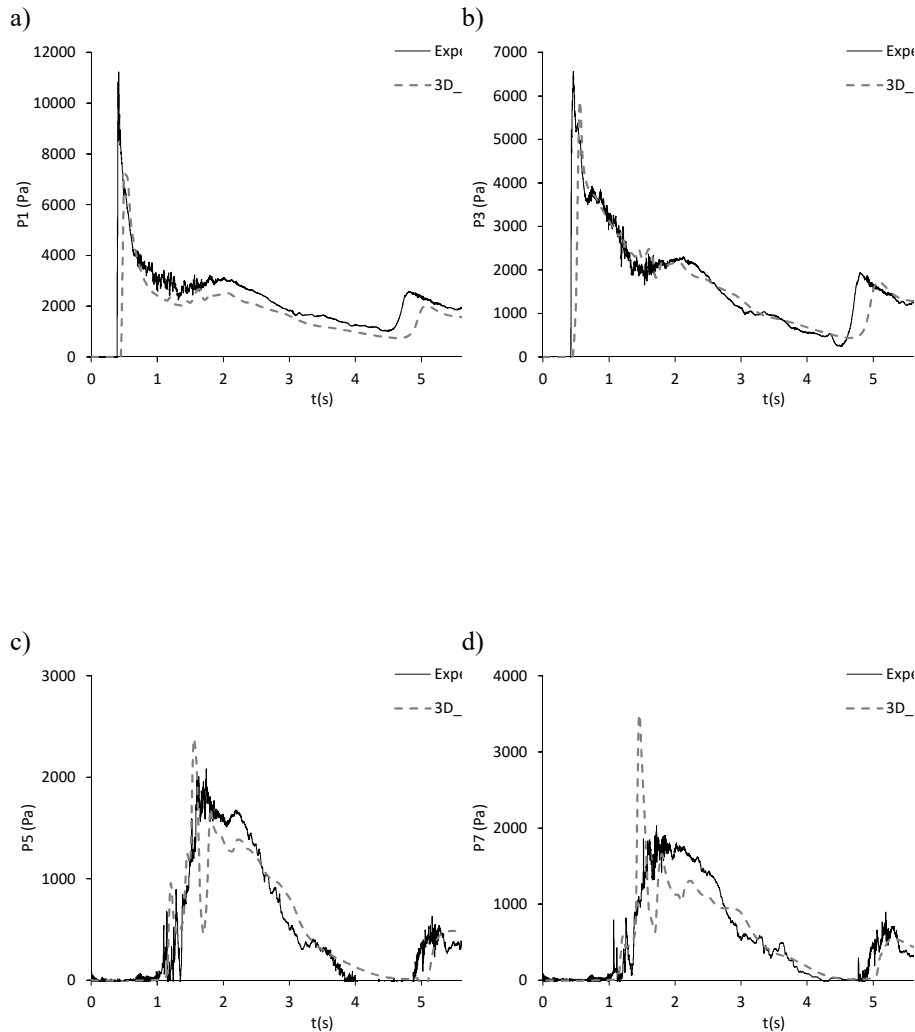 a)
12000
10000
8000
6000
4000
2000
0
P1 (Pa)
0 1 2 3 4 5
t(s)
Expe
3D_
b)
7000
6000
5000
4000
3000
2000
1000
0
P3 (Pa)
0 1 2 3 4 5
t(s)
Expe
3D_
c)
3000
2000
1000
0
P5 (Pa)
0 1 2 3 4 5
t(s)
Expe
3D_
d)
4000
3000
2000
1000
0
P7 (Pa)
0 1 2 3 4 5
t(s)
Expe
3D_